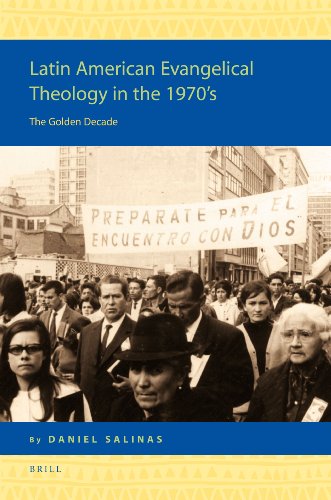 Latin American Evangelical
Theology in the 1970's
The Golden Decade
PREPARATE PARA EL
ENCUENTRO CON DIOS
By DANIEL SALINAS
BRILL